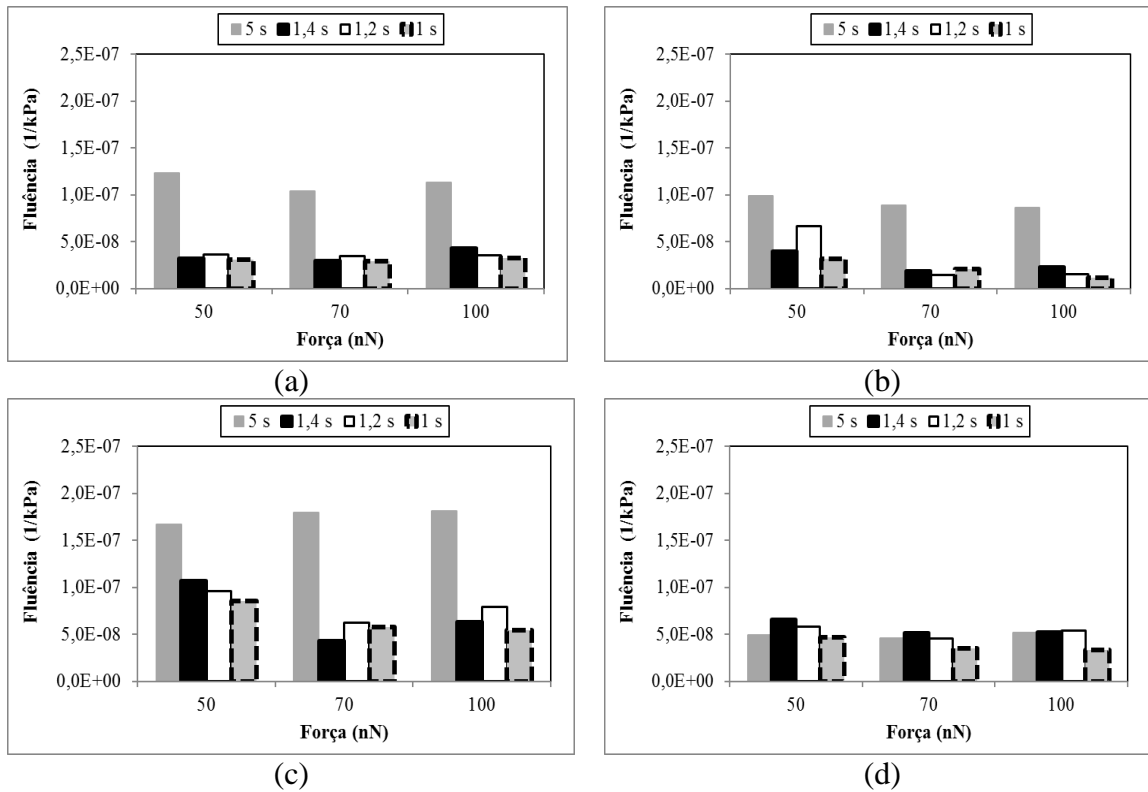 5 s 1,4 s 1,2 s 1 s
2,5E-07
2,0E-07
1,5E-07
1,0E-07
5,0E-08
0,0E+00
Fluência (1/kPa)
50 70 100
Força (nN)
(a)
5 s 1,4 s 1,2 s 1 s
2,5E-07
2,0E-07
1,5E-07
1,0E-07
5,0E-08
0,0E+00
Fluência (1/kPa)
50 70 100
Força (nN)
(b)
5 s 1,4 s 1,2 s 1 s
2,5E-07
2,0E-07
1,5E-07
1,0E-07
5,0E-08
0,0E+00
Fluência (1/kPa)
50 70 100
Força (nN)
(c)
5 s 1,4 s 1,2 s 1 s
2,5E-07
2,0E-07
1,5E-07
1,0E-07
5,0E-08
0,0E+00
Fluência (1/kPa)
50 70 100
Força (nN)
(d)